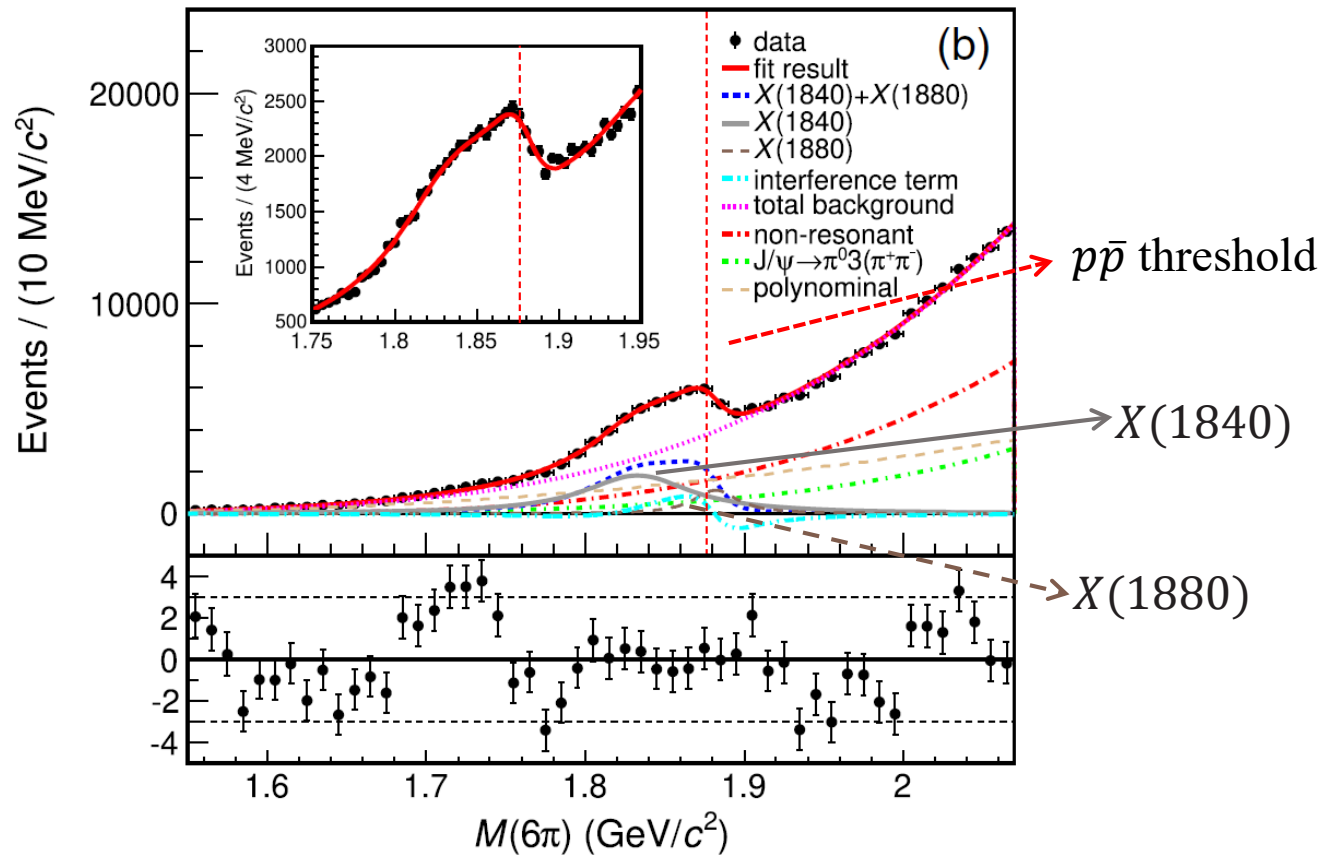 (b)
data
fit result
X(1840)+X(1880)
X(1840)
X(1880)
interference term
total background
non-resonant
J/ψ→π⁰3(π⁺π⁻)
polynominal
Events / (10 MeV/c²)
20000
10000
0
Events / (4 MeV/c²)
3000
2500
2000
1500
1000
500
1.75 1.8 1.85 1.9 1.95
pp̄ threshold
X(1840)
X(1880)
4
2
0
-2
-4
1.6 1.7 1.8 1.9 2
M(6π) (GeV/c²)